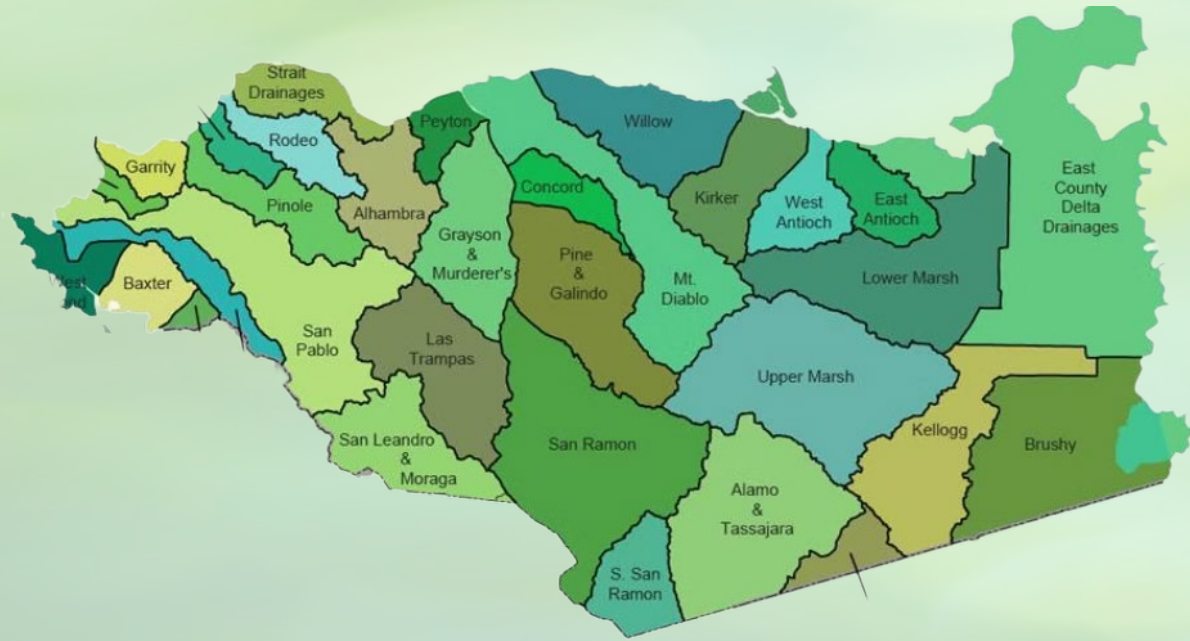 Strait
Drainages
Peyton
Willow
Rodeo
Garrity
Concord
Kirker
West
Antioch
East
Antioch
East
County
Delta
Drainages
Pinole
Alhambra
Grayson
&
Murderer's
Pine
&
Galindo
Mt.
Diablo
Lower Marsh
Baxter
San
Pablo
Las
Trampas
Upper Marsh
San Leandro
&
Moraga
San Ramon
Kellogg
Brushy
Alamo
&
Tassajara
S. San
Ramon